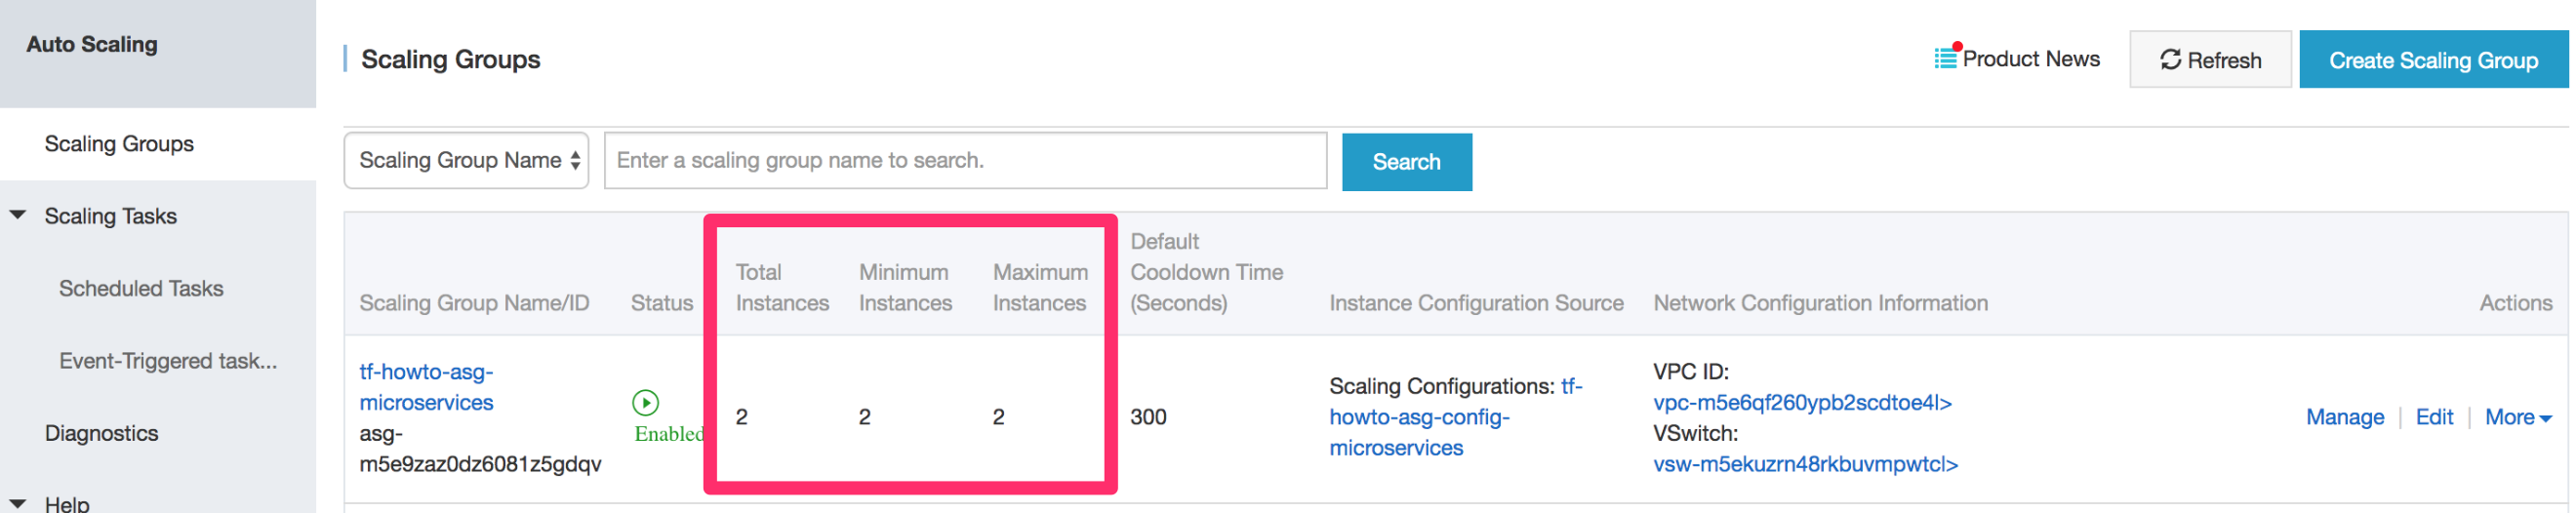 Auto Scaling
Scaling Groups
Scaling Tasks
Scheduled Tasks
Event-Triggered task...
Diagnostics
Help
Scaling Groups
Product News
Refresh
Create Scaling Group
Scaling Group Name
Enter a scaling group name to search.
Search
Scaling Group Name/ID
Status
Total
Instances
Minimum
Instances
Maximum
Instances
Default
Cooldown Time
(Seconds)
Instance Configuration Source
Network Configuration Information
Actions
tf-howto-asg-
microservices
asg-
m5e9zaz0dz6081z5gdqv
Enabled
2
2
2
300
Scaling Configurations: tf-
howto-asg-config-
microservices
VPC ID:
vpc-m5e6qf260ypb2scdtoe4l>
VSwitch:
vsw-m5ekuzrn48rkbuvmpwtcl>
Manage
Edit
More